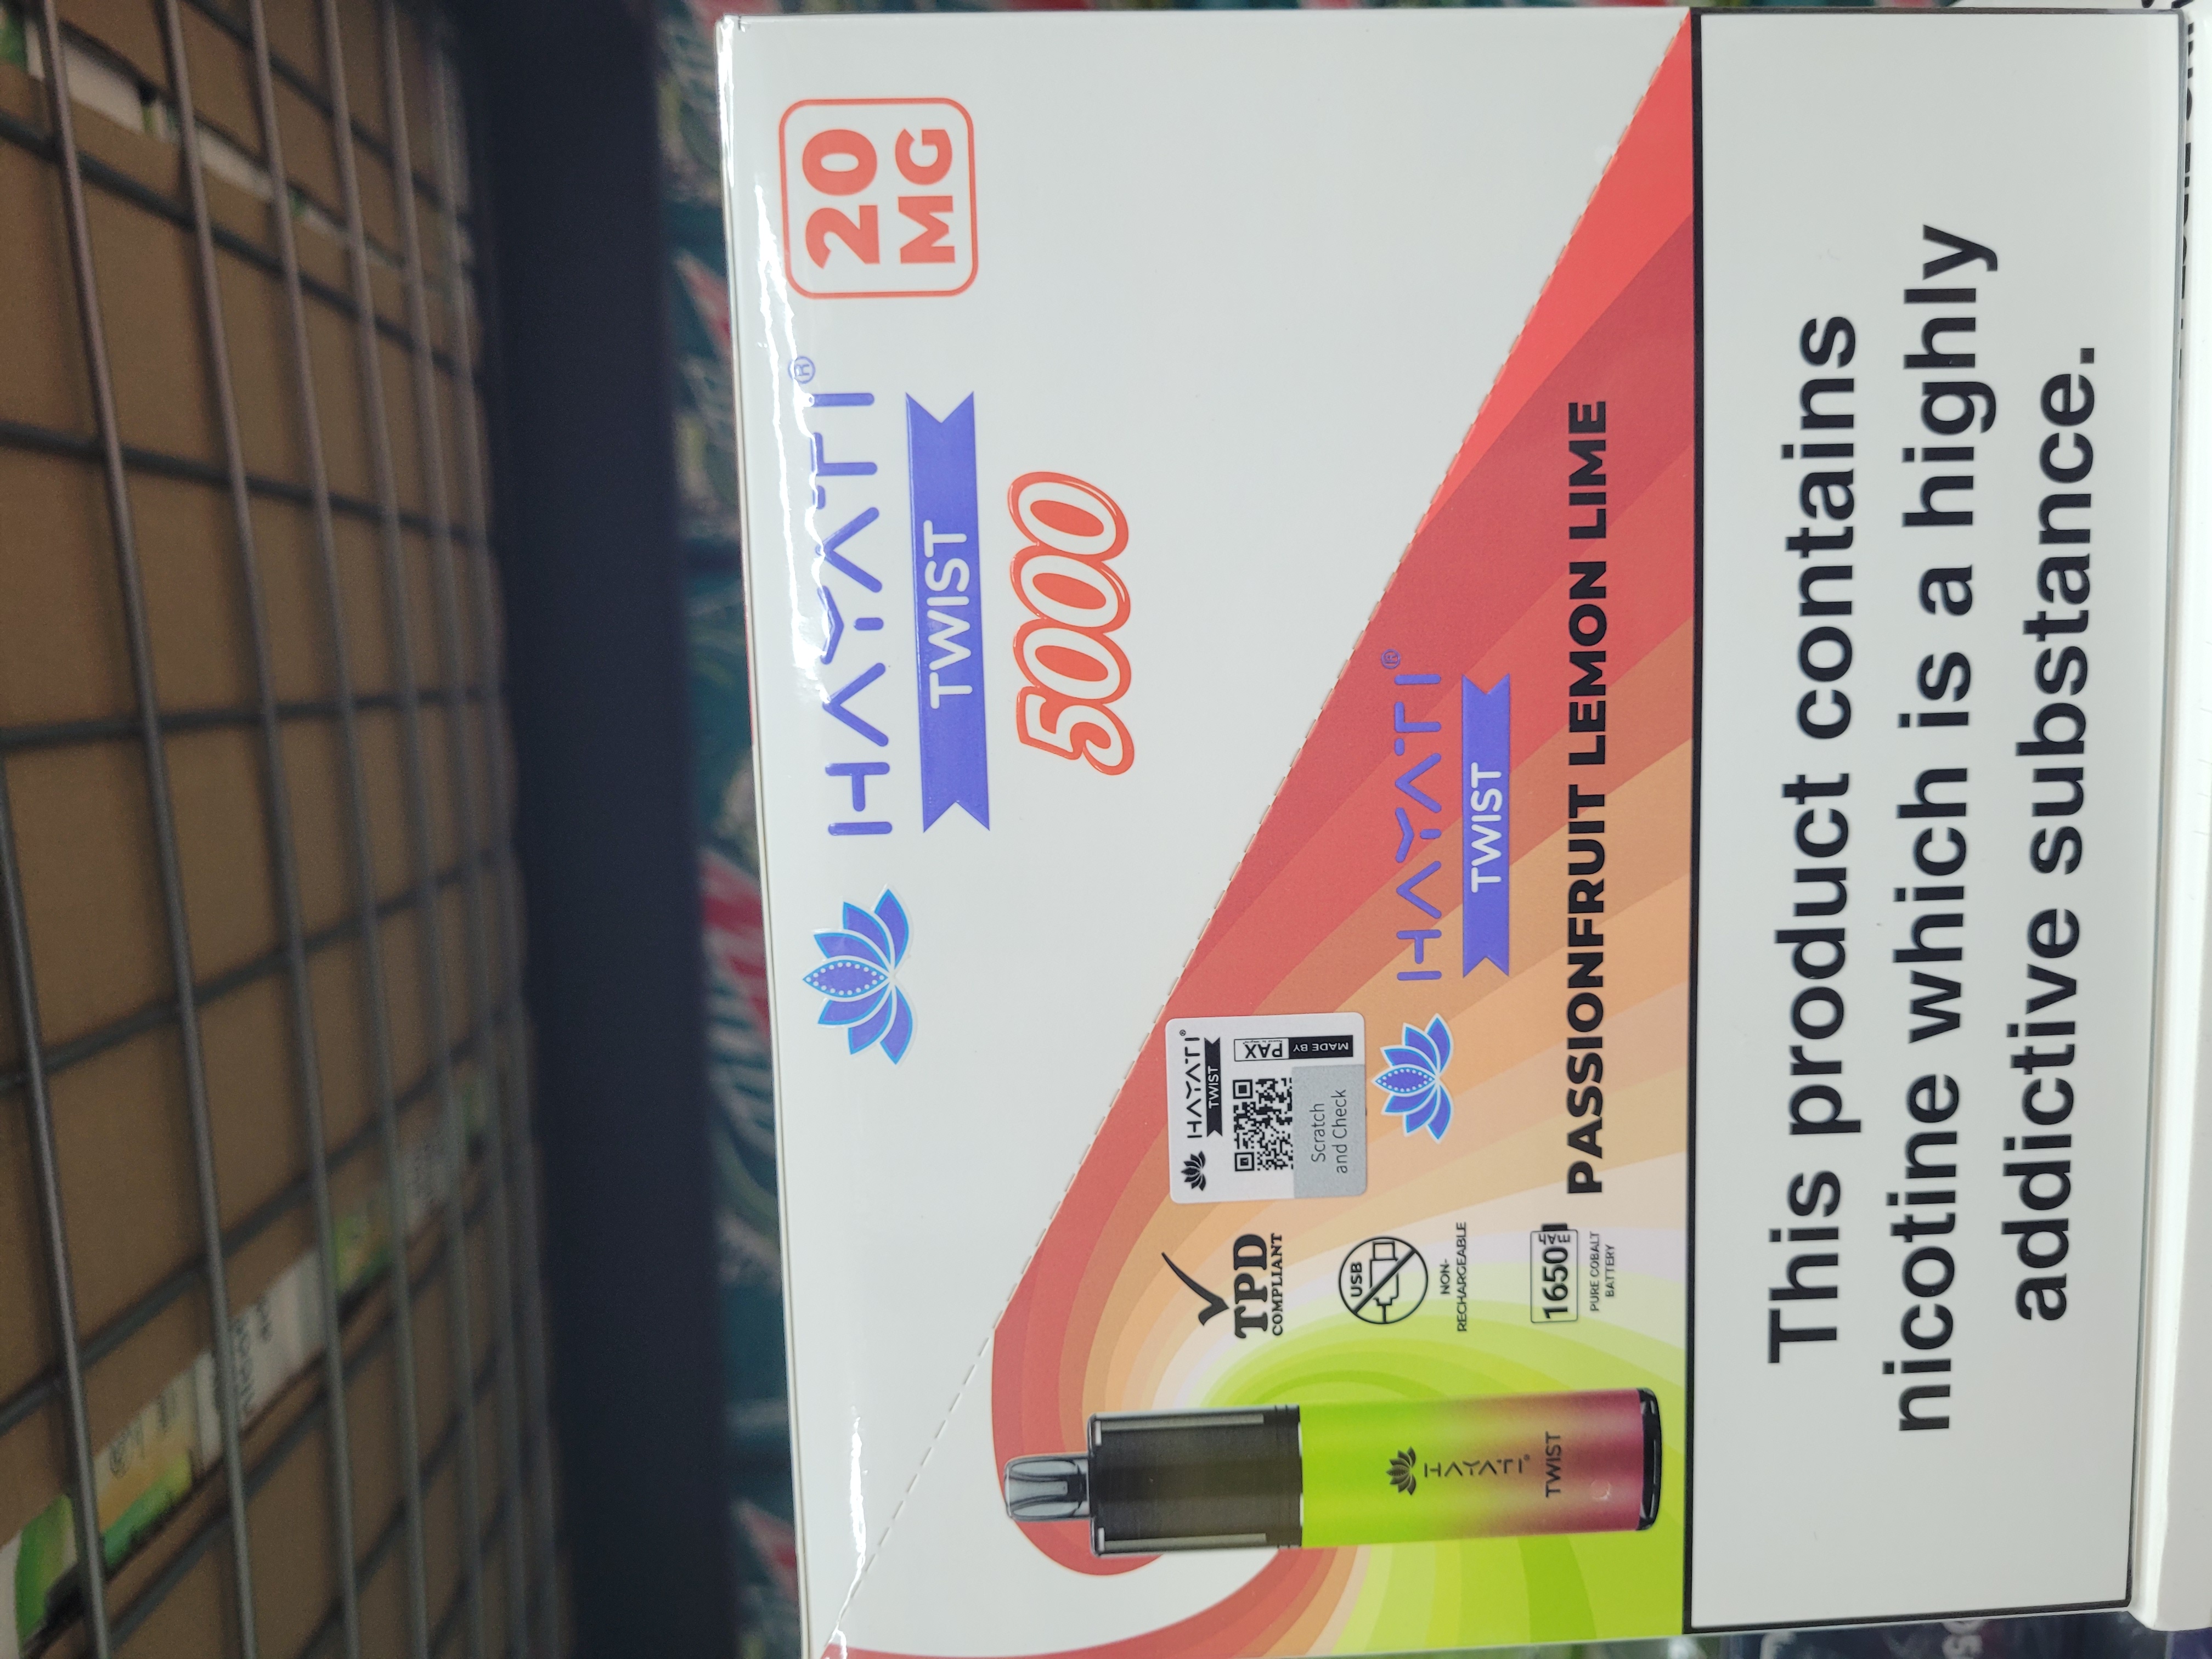 20
MG
HAYATI®
TWIST
5000
HAYATI®
TWIST
MADE BY
PAX
Scratch
and Check
HAYATI®
TWIST
PASSIONFRUIT LEMON LIME
TPD
COMPLIANT
USB
NON-
RECHARGEABLE
1650
PURE COBALT
BATTERY
HAYATI®
TWIST
This product contains
nicotine which is a highly
addictive substance.